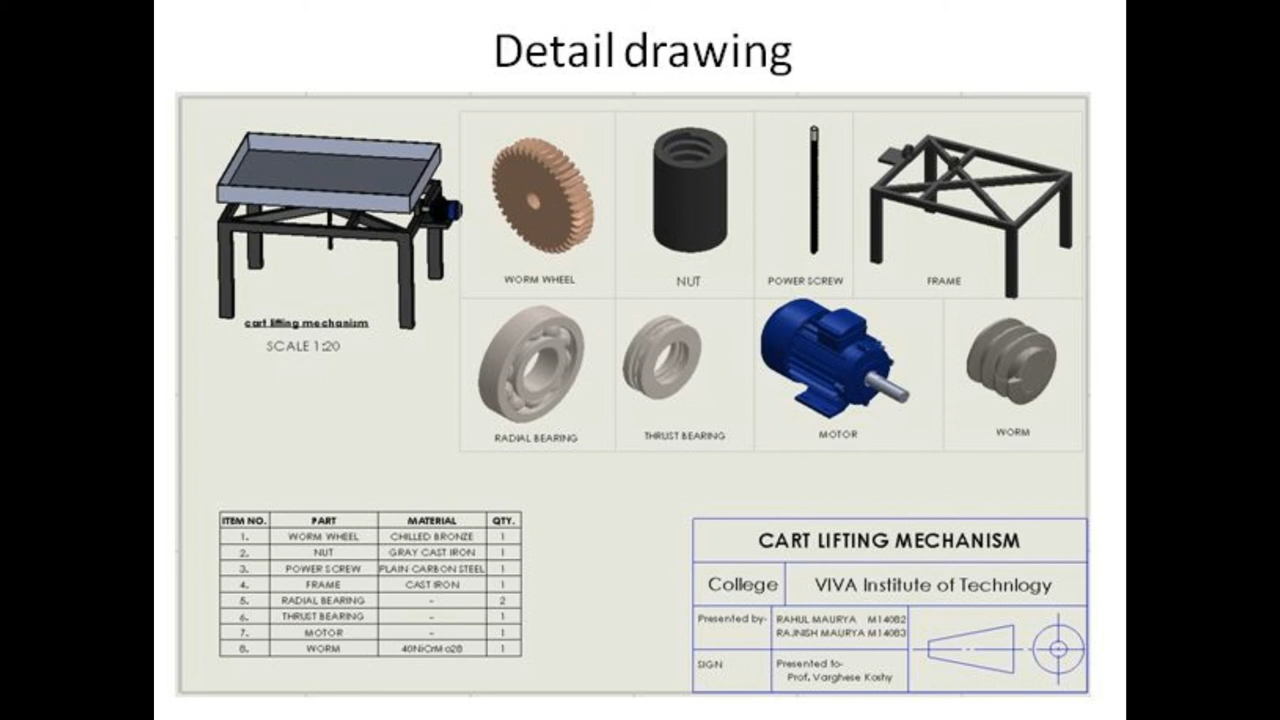 Detail drawing
WORM WHEEL
NUT
POWER SCREW
FRAME
cart lifting mechanism
SCALE 1:20
RADIAL BEARING
THRUST BEARING
MOTOR
WORM
ITEM NO. PART MATERIAL QTY.
1. WORM WHEEL CHILLED BRONZE 1
2. NUT GRAY CAST IRON 1
3. POWER SCREW PLAIN CARBON STEEL 1
4. FRAME CAST IRON 1
5. RADIAL BEARING - 2
6. THRUST BEARING - 1
7. MOTOR - 1
8. WORM 40NiCrMo28 1
CART LIFTING MECHANISM
College VIVA Institute of Technlogy
Presented by- RAHUL MAURYA M14082
RAJNISH MAURYA M14083
SIGN Presented to-
Prof. Varghese Koshy